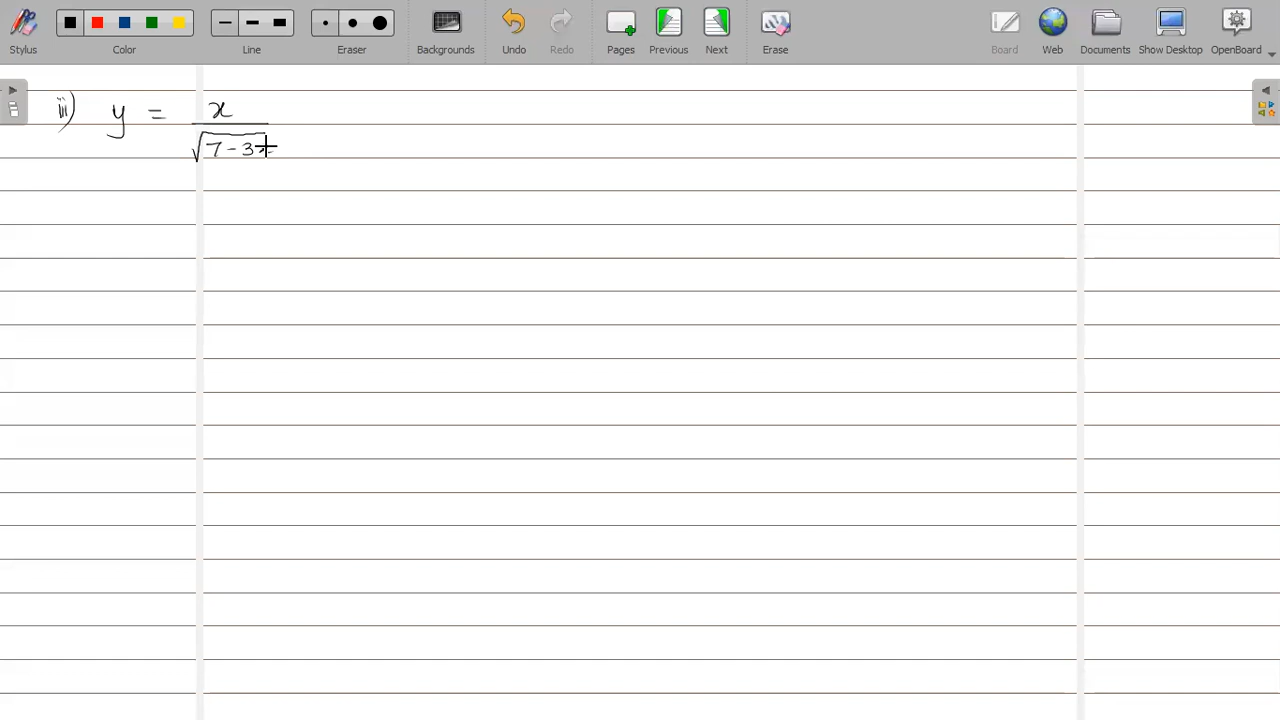 Stylus Color Line Eraser Backgrounds Undo Redo Pages Previous Next Erase Board Web Documents Show Desktop OpenBoard
iii) y = x
√7 - 3x